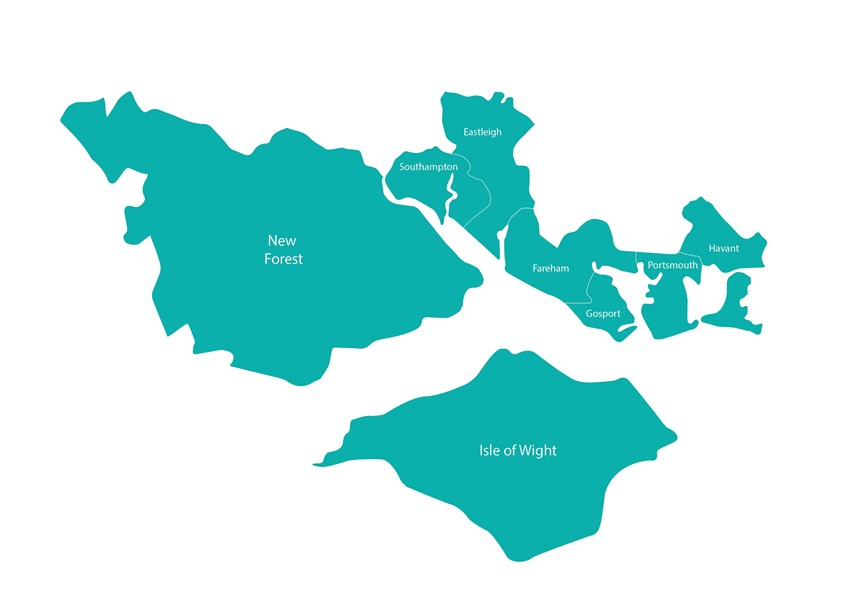 Eastleigh
Southampton
New
Forest
Havant
Fareham
Portsmouth
Gosport
Isle of Wight